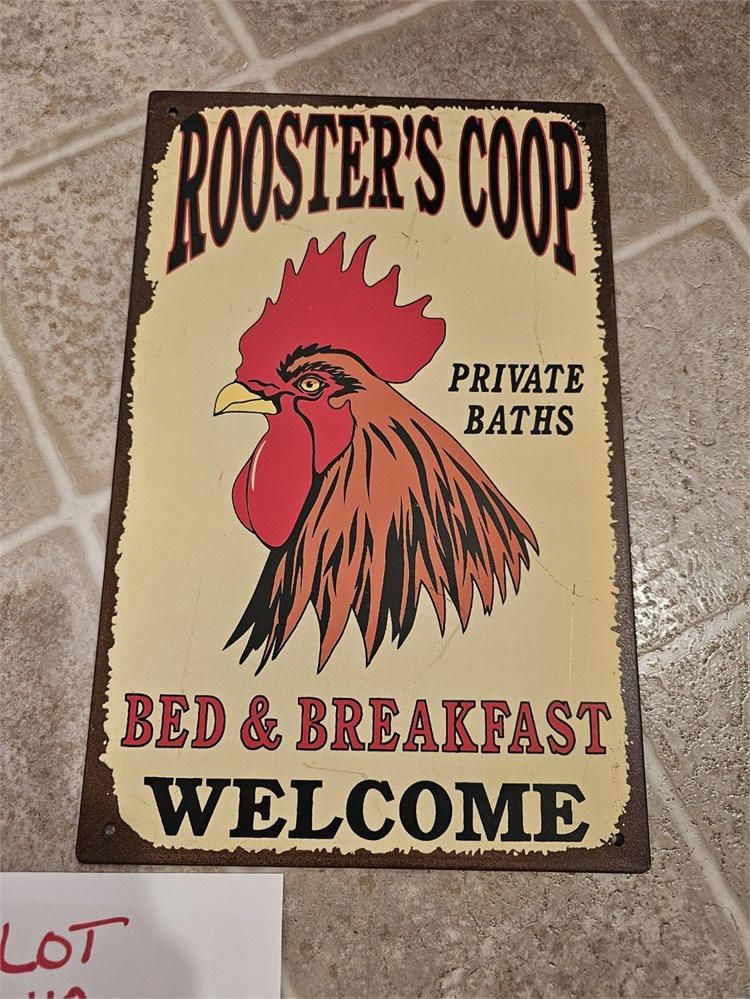 ROOSTER'S COOP
PRIVATE
BATHS
BED & BREAKFAST
WELCOME
LOT